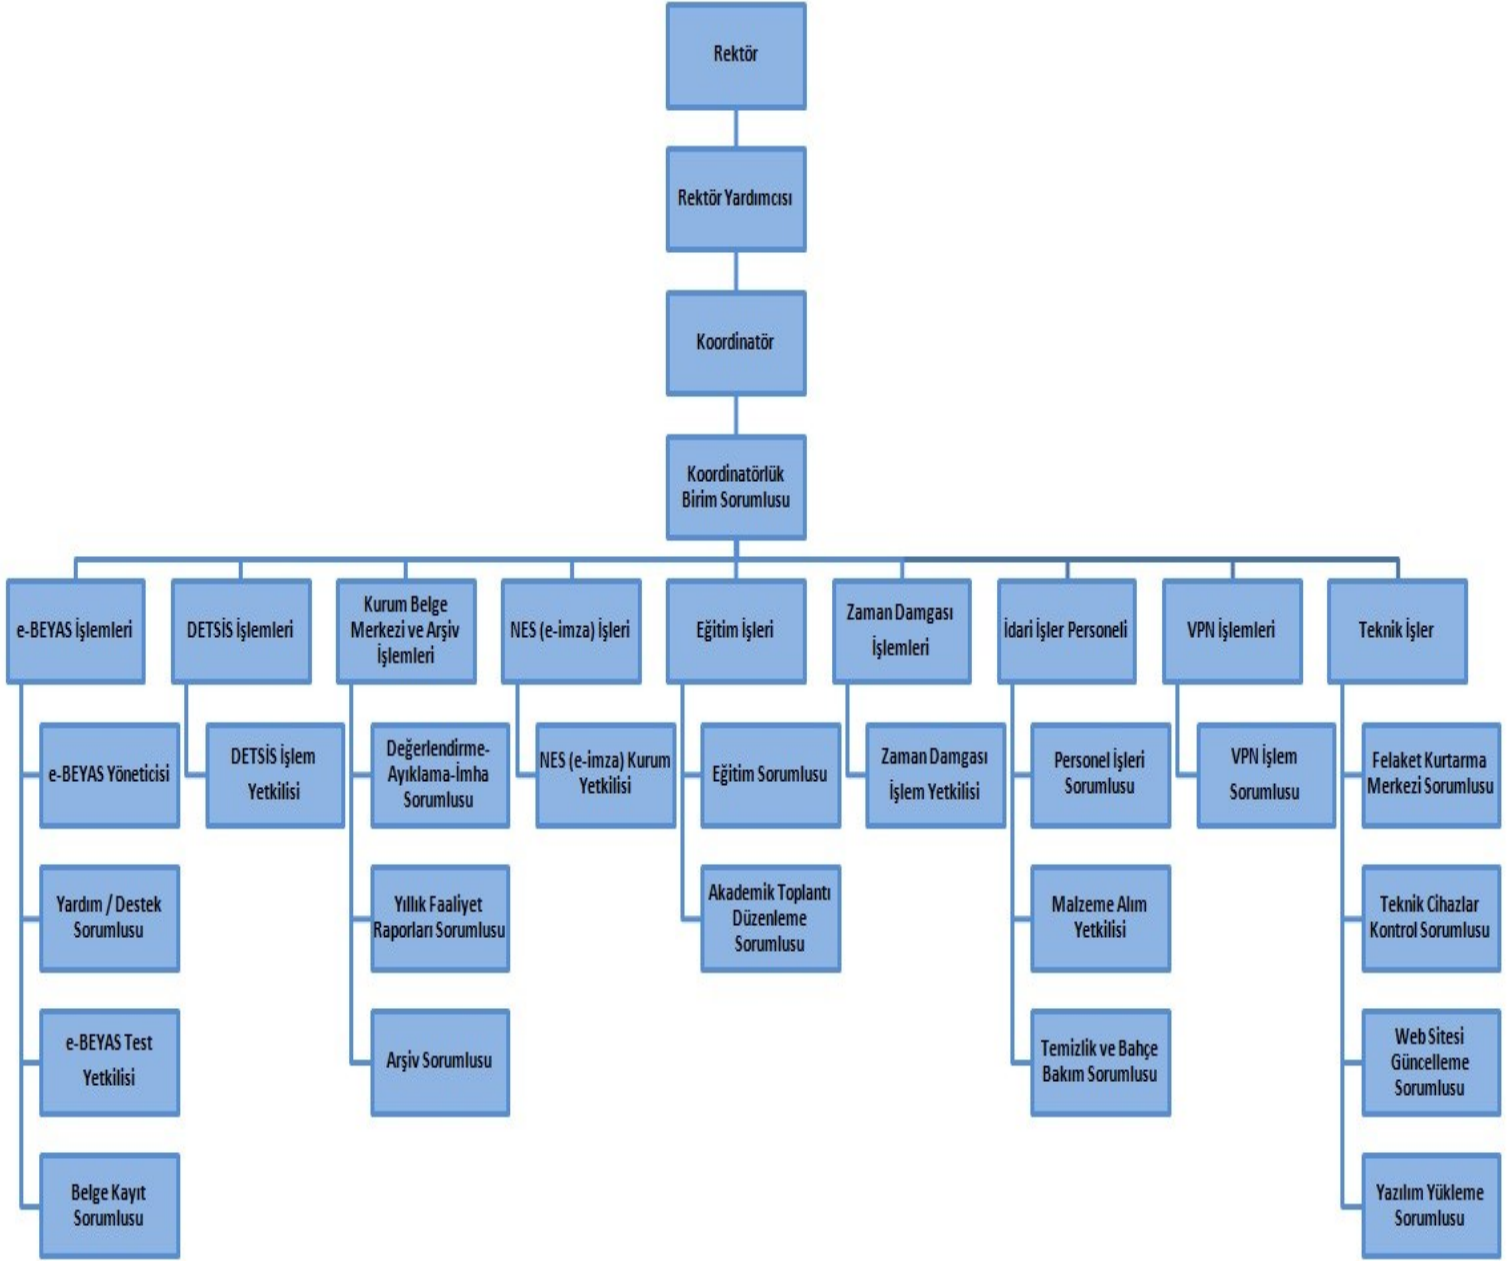 Rektör
Rektör Yardımcısı
Koordinatör
Koordinatörlük
Birim Sorumlusu
e-BEYAS İşlemleri
DETSİS İşlemleri
Kurum Belge
Merkezi ve Arşiv
İşlemleri
NES (e-imza) İşleri
Eğitim İşleri
Zaman Damgası
İşlemleri
İdari İşler Personeli
VPN İşlemleri
Teknik İşler
e-BEYAS Yöneticisi
DETSİS İşlem
Yetkilisi
Değerlendirme-
Ayıklama-İmha
Sorumlusu
NES (e-imza) Kurum
Yetkilisi
Eğitim Sorumlusu
Zaman Damgası
İşlem Yetkilisi
Personel İşleri
Sorumlusu
VPN İşlem
Sorumlusu
Felaket Kurtarma
Merkezi Sorumlusu
Yardım / Destek
Sorumlusu
Yıllık Faaliyet
Raporları Sorumlusu
Akademik Toplantı
Düzenleme
Sorumlusu
Malzeme Alım
Yetkilisi
Teknik Cihazlar
Kontrol Sorumlusu
e-BEYAS Test
Yetkilisi
Arşiv Sorumlusu
Temizlik ve Bahçe
Bakım Sorumlusu
Web Sitesi
Güncelleme
Sorumlusu
Belge Kayıt
Sorumlusu
Yazılım Yükleme
Sorumlusu